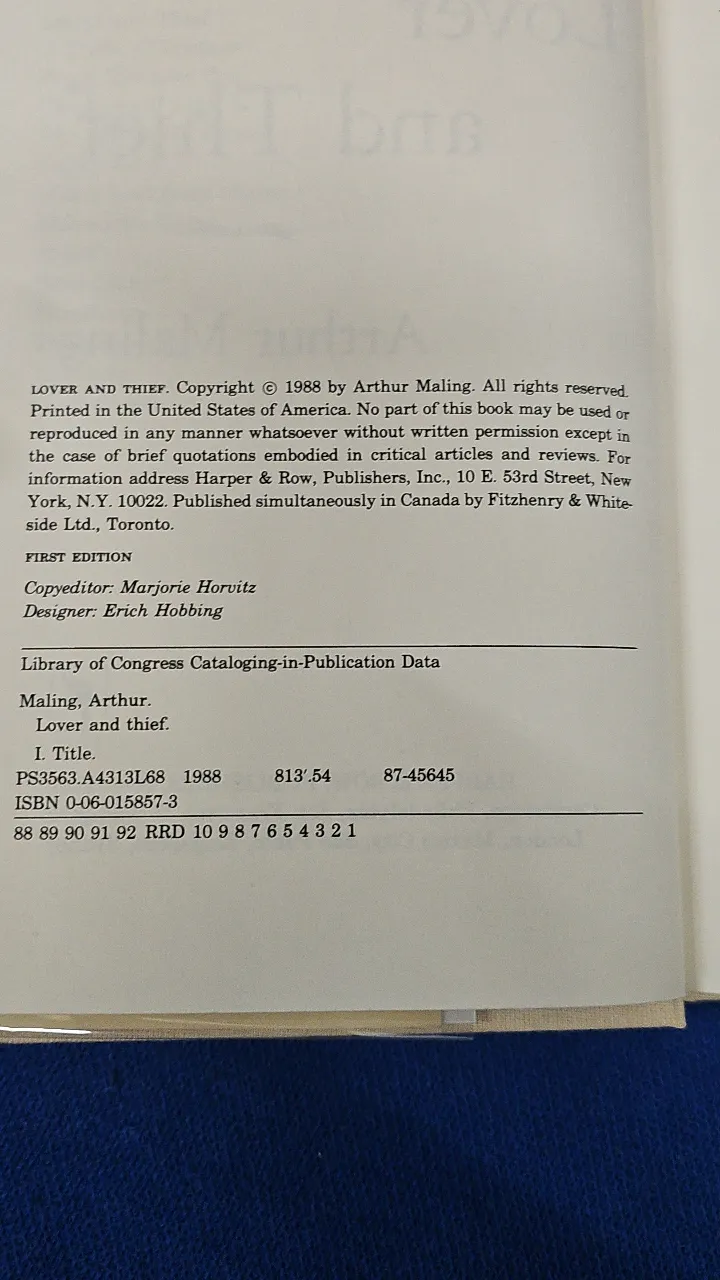 LOVER AND THIEF. Copyright © 1988 by Arthur Maling. All rights reserved.
Printed in the United States of America. No part of this book may be used or
reproduced in any manner whatsoever without written permission except in
the case of brief quotations embodied in critical articles and reviews. For
information address Harper & Row, Publishers, Inc., 10 E. 53rd Street, New
York, N.Y. 10022. Published simultaneously in Canada by Fitzhenry & White-
side Ltd., Toronto.
FIRST EDITION
Copyeditor: Marjorie Horvitz
Designer: Erich Hobbing
Library of Congress Cataloging-in-Publication Data
Maling, Arthur.
Lover and thief.
I. Title.
PS3563.A4313L68 1988 813′.54 87-45645
ISBN 0-06-015857-3
88 89 90 91 92 RRD 10 9 8 7 6 5 4 3 2 1